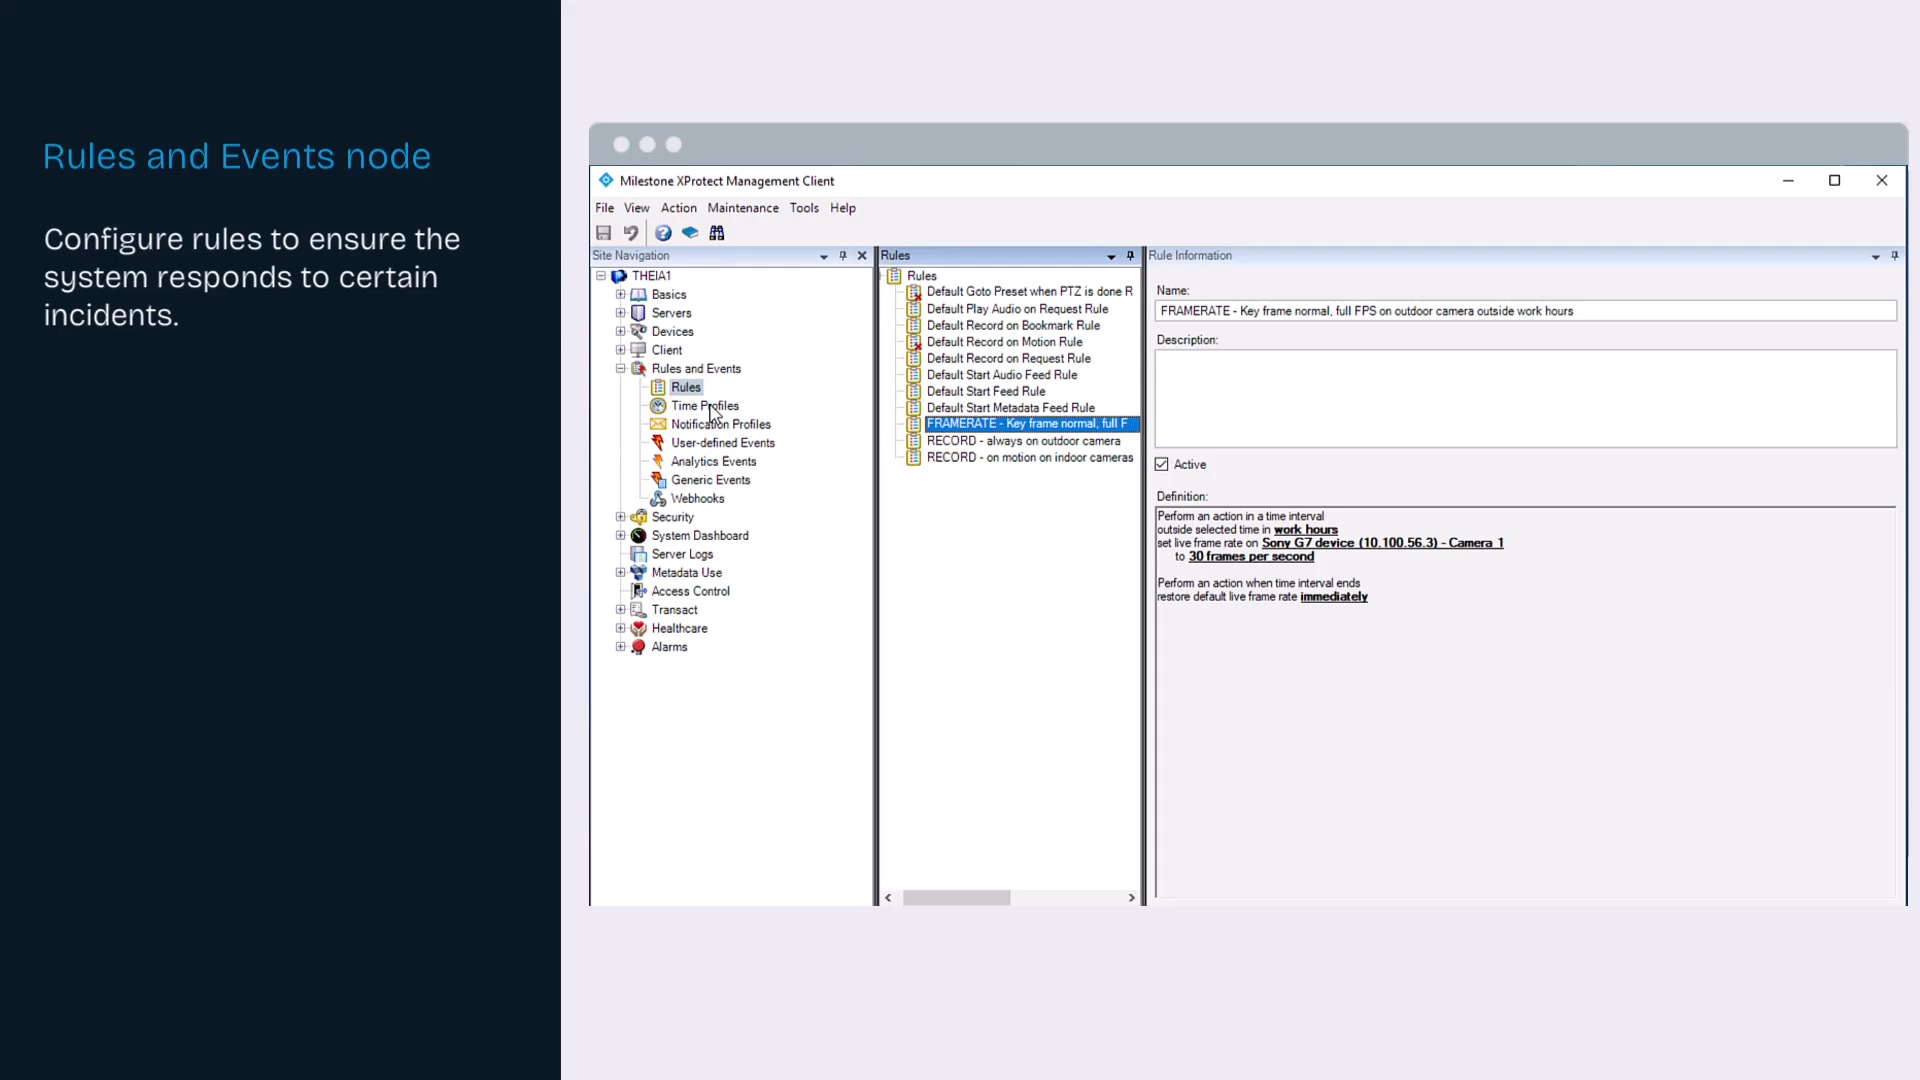 Rules and Events node
Configure rules to ensure the
system responds to certain
incidents.
Milestone XProtect Management Client
File View Action Maintenance Tools Help
Site Navigation
THEIA1
Basics
Servers
Devices
Client
Rules and Events
Rules
Time Profiles
Notification Profiles
User-defined Events
Analytics Events
Generic Events
Webhooks
Security
System Dashboard
Server Logs
Metadata Use
Access Control
Transact
Healthcare
Alarms
Rules
Rules
Default Goto Preset when PTZ is done R
Default Play Audio on Request Rule
Default Record on Bookmark Rule
Default Record on Motion Rule
Default Record on Request Rule
Default Start Audio Feed Rule
Default Start Feed Rule
Default Start Metadata Feed Rule
FRAMERATE - Key frame normal, full F
RECORD - always on outdoor camera
RECORD - on motion on indoor cameras
Rule Information
Name:
FRAMERATE - Key frame normal, full FPS on outdoor camera outside work hours
Description:
Active
Definition:
Perform an action in a time interval
outside selected time in work hours
set live frame rate on Sony G7 device (10.100.56.3) - Camera 1
to 30 frames per second
Perform an action when time interval ends
restore default live frame rate immediately